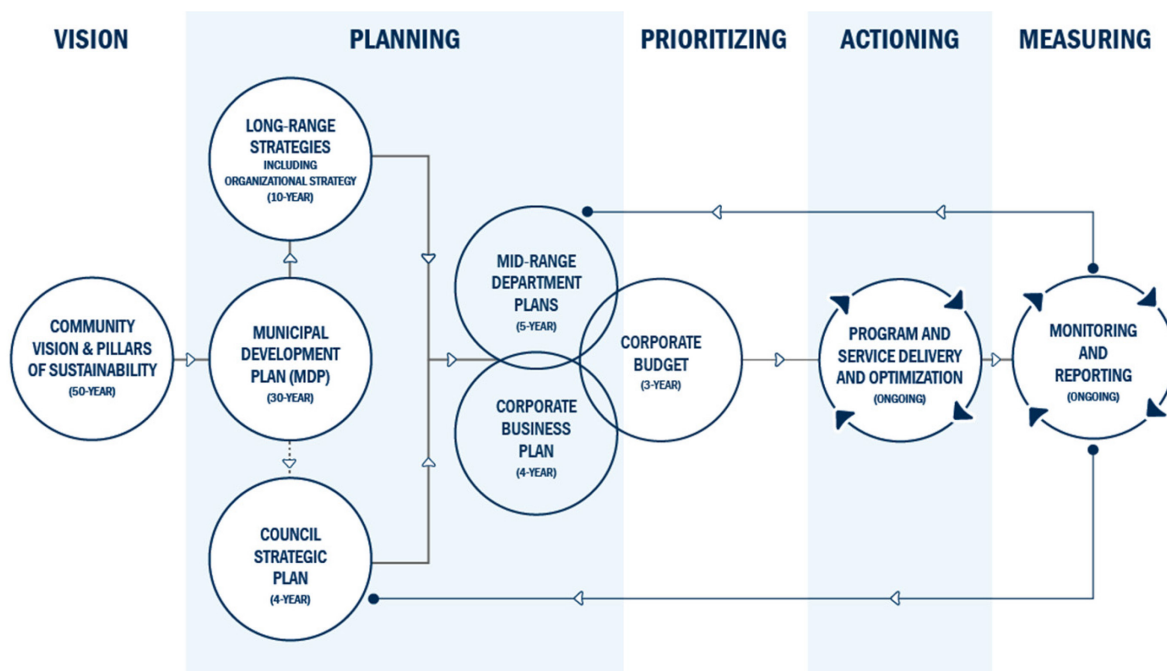 VISION
PLANNING
PRIORITIZING
ACTIONING
MEASURING
COMMUNITY
VISION & PILLARS
OF SUSTAINABILITY
(50-YEAR)
LONG-RANGE
STRATEGIES
INCLUDING
ORGANIZATIONAL STRATEGY
(10-YEAR)
MUNICIPAL
DEVELOPMENT
PLAN (MDP)
(30-YEAR)
COUNCIL
STRATEGIC
PLAN
(4-YEAR)
MID-RANGE
DEPARTMENT
PLANS
(5-YEAR)
CORPORATE
BUSINESS
PLAN
(4-YEAR)
CORPORATE
BUDGET
(3-YEAR)
PROGRAM AND
SERVICE DELIVERY
AND OPTIMIZATION
(ONGOING)
MONITORING
AND
REPORTING
(ONGOING)